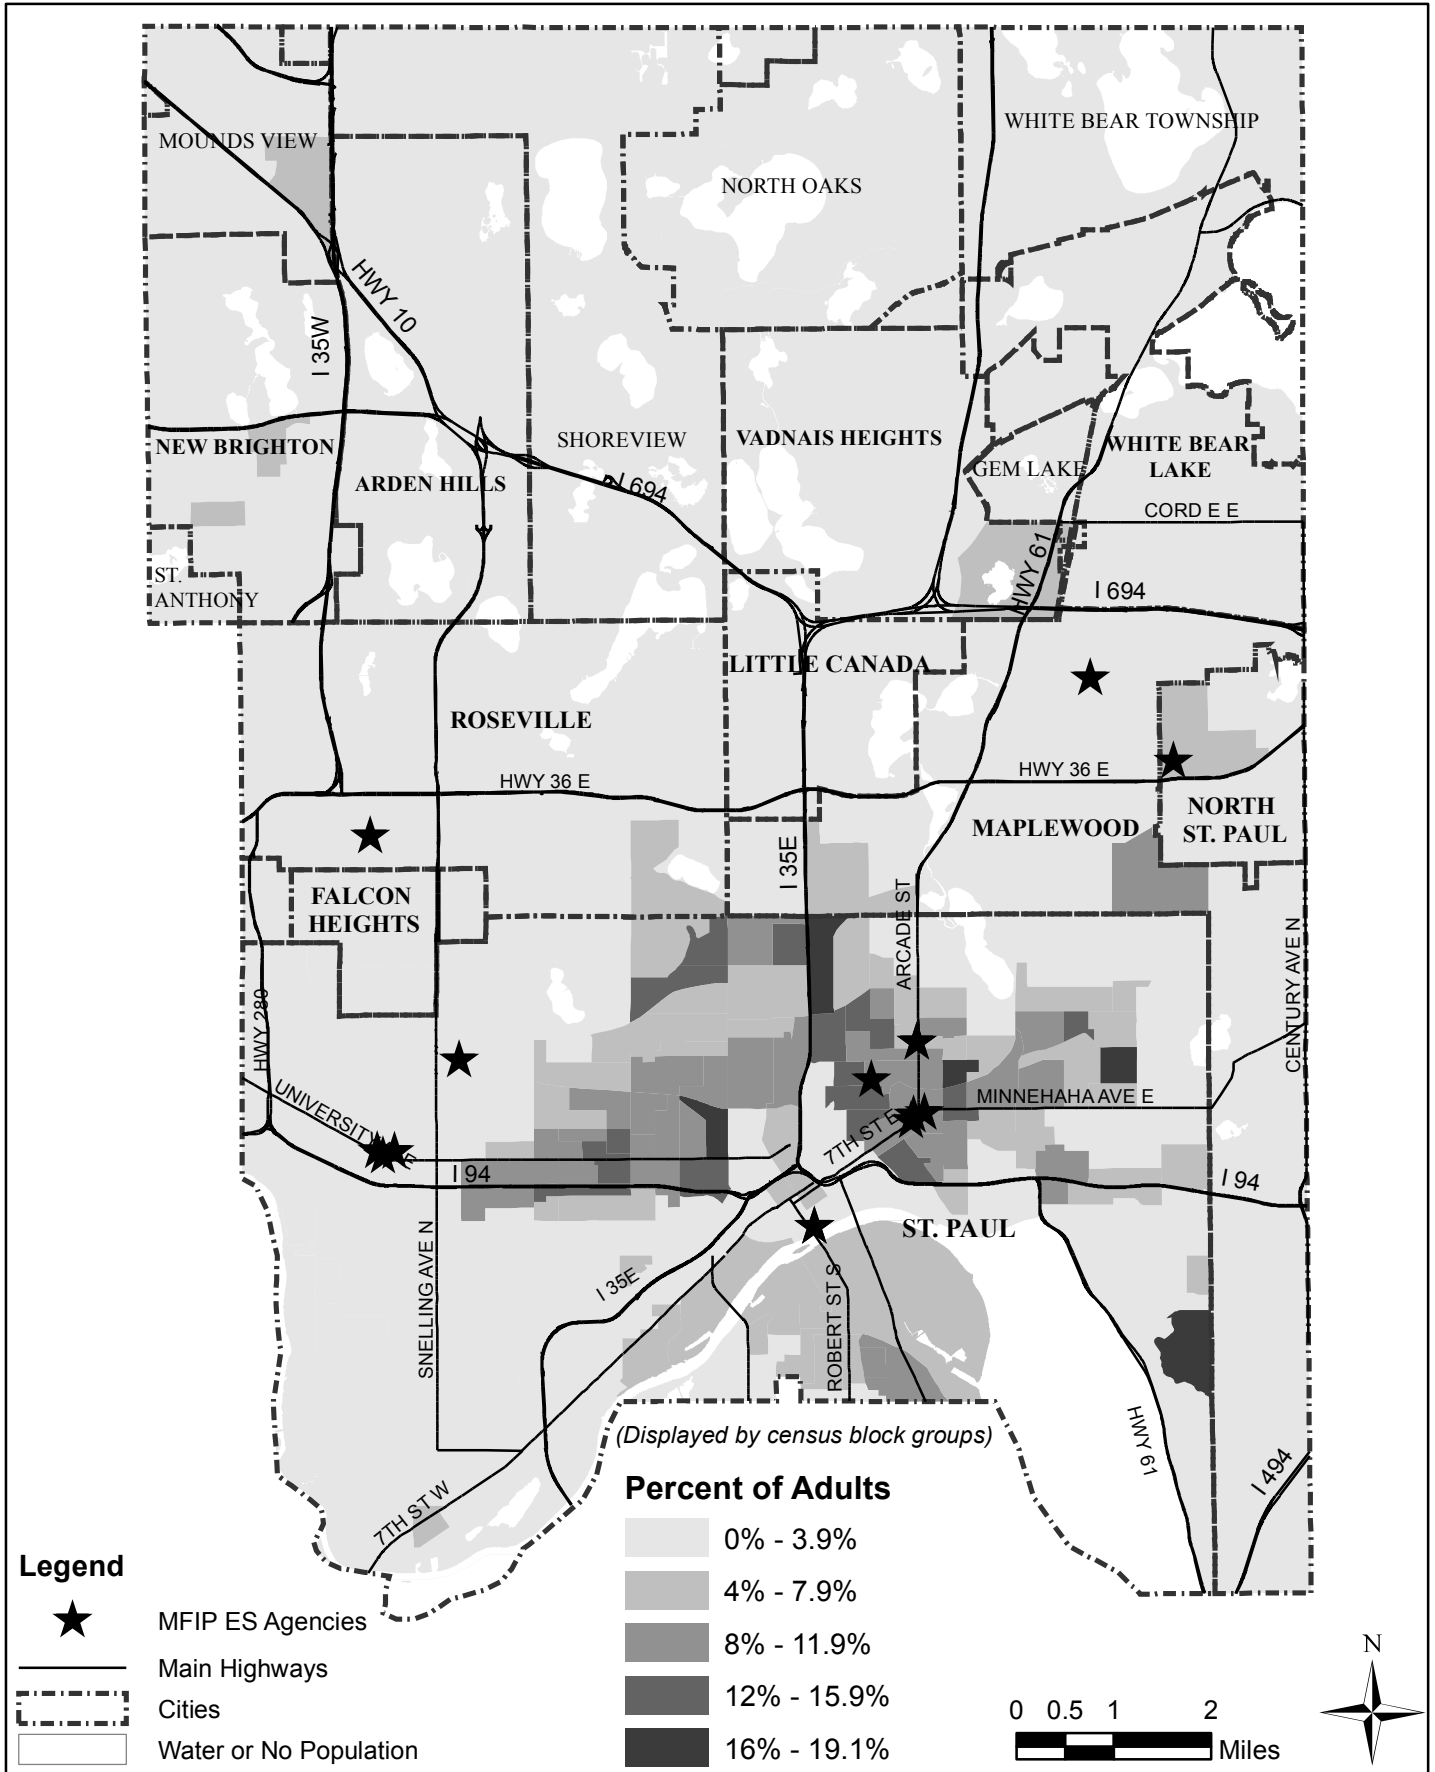 WHITE BEAR TOWNSHIP
MOUNDS VIEW
NORTH OAKS
HWY 10
I 35W
NEW BRIGHTON
SHOREVIEW
VADNAIS HEIGHTS
WHITE BEAR
LAKE
GEM LAKE
ARDEN HILLS
I 694
CORD E E
HWY 61
ST.
ANTHONY
I 694
LITTLE CANADA
ROSEVILLE
HWY 36 E
HWY 36 E
NORTH
ST. PAUL
MAPLEWOOD
I 35E
FALCON
HEIGHTS
ARCADE ST
CENTURY AVE N
HWY 280
UNIVERSITY
MINNEHAHA AVE E
7TH ST E
I 94
I 94
ST. PAUL
SNELLING AVE N
I 35E
ROBERT ST S
HWY 61
I 494
7TH ST W
(Displayed by census block groups)
Percent of Adults
0% - 3.9%
4% - 7.9%
8% - 11.9%
12% - 15.9%
16% - 19.1%
Legend
MFIP ES Agencies
Main Highways
Cities
Water or No Population
0 0.5 1 2
Miles
N